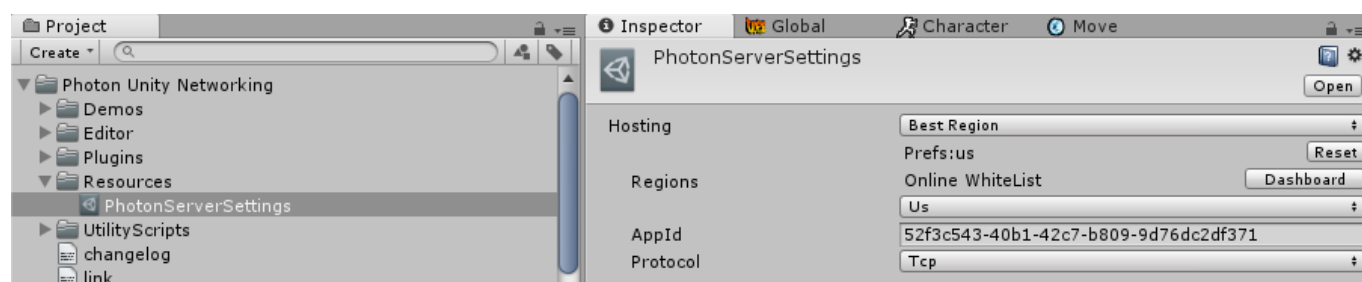 Project
Create
Photon Unity Networking
Demos
Editor
Plugins
Resources
PhotonServerSettings
UtilityScripts
changelog
link
Inspector Global Character Move
PhotonServerSettings
Open
Hosting Best Region
Prefs:us Reset
Regions Online WhiteList Dashboard
Us
AppId 52f3c543-40b1-42c7-b809-9d76dc2df371
Protocol Tcp